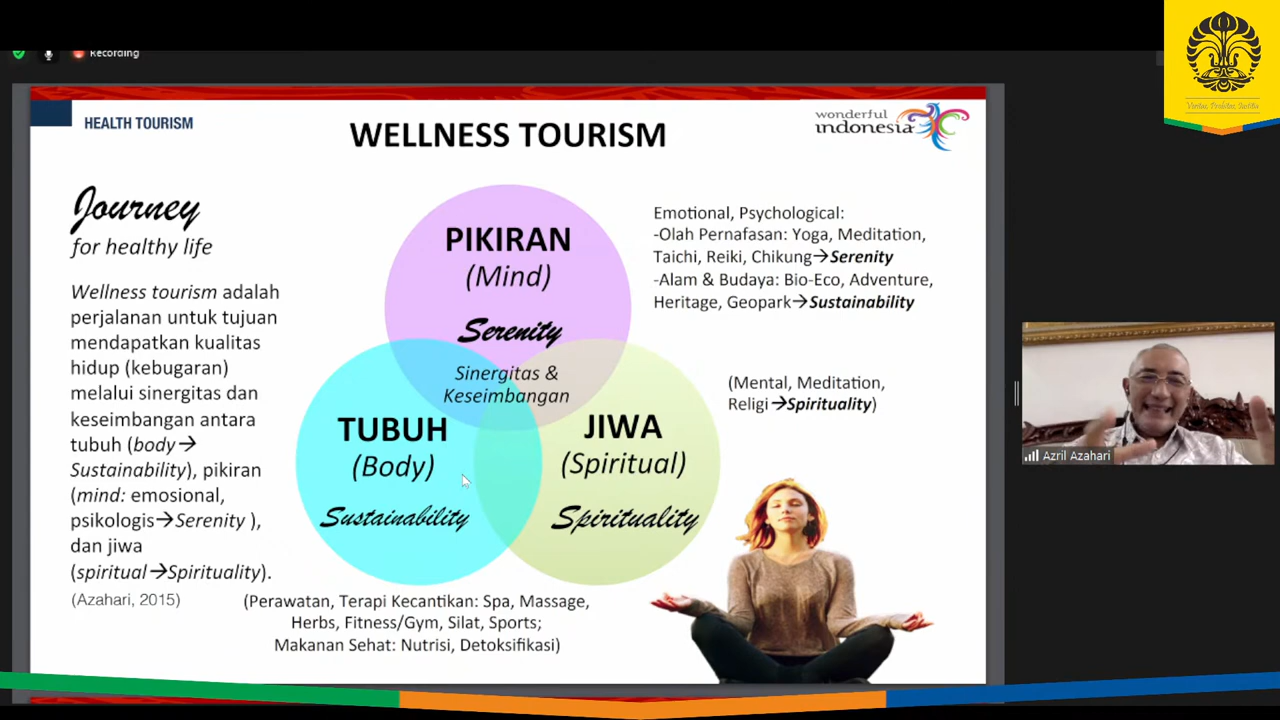 Recording
Veritas, Probitas, Iustitia
HEALTH TOURISM
WELLNESS TOURISM
wonderful
indonesia
Journey
for healthy life
Wellness tourism adalah
perjalanan untuk tujuan
mendapatkan kualitas
hidup (kebugaran)
melalui sinergitas dan
keseimbangan antara
tubuh (body→
Sustainability), pikiran
(mind: emosional,
psikologis→Serenity ),
dan jiwa
(spiritual→Spirituality).
(Azahari, 2015)
PIKIRAN
(Mind)
Serenity
Sinergitas &
Keseimbangan
TUBUH
(Body)
Sustainability
JIWA
(Spiritual)
Spirituality
Emotional, Psychological:
-Olah Pernafasan: Yoga, Meditation,
Taichi, Reiki, Chikung→Serenity
-Alam & Budaya: Bio-Eco, Adventure,
Heritage, Geopark→Sustainability
(Mental, Meditation,
Religi→Spirituality)
(Perawatan, Terapi Kecantikan: Spa, Massage,
Herbs, Fitness/Gym, Silat, Sports;
Makanan Sehat: Nutrisi, Detoksifikasi)
Azril Azahari